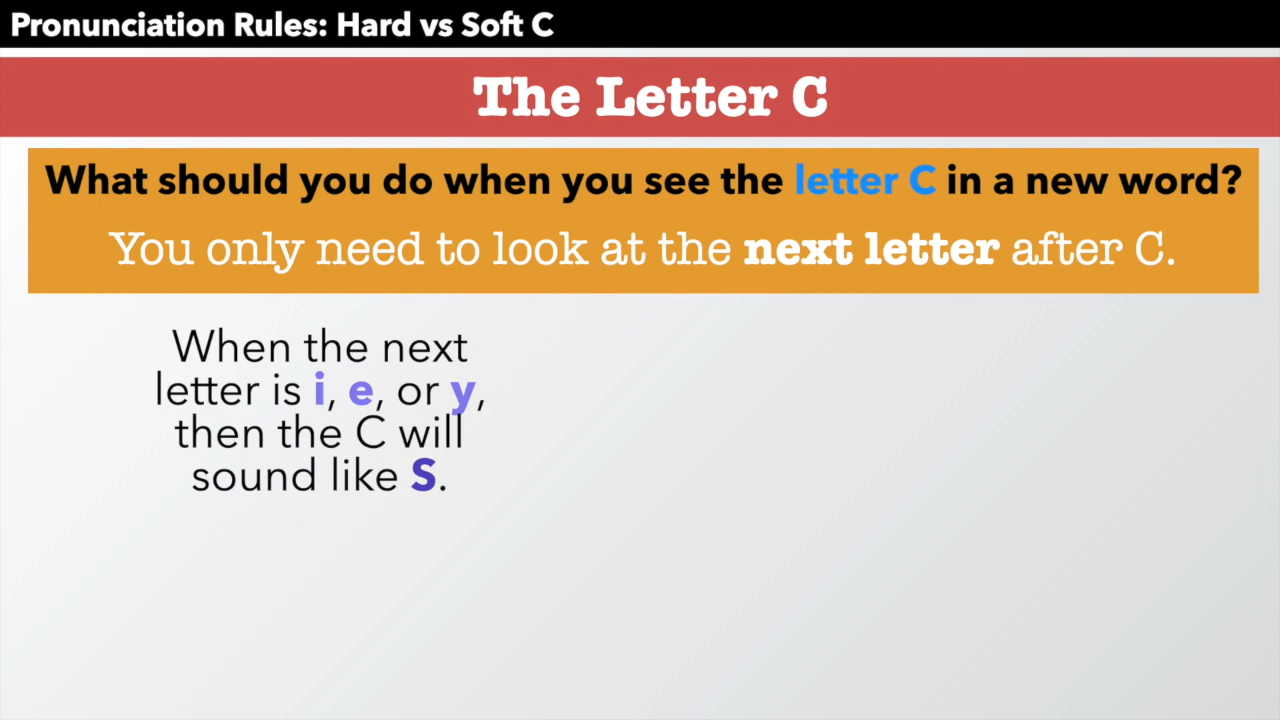 Pronunciation Rules: Hard vs Soft C
The Letter C
What should you do when you see the letter C in a new word?
You only need to look at the next letter after C.
When the next
letter is i, e, or y,
then the C will
sound like S.